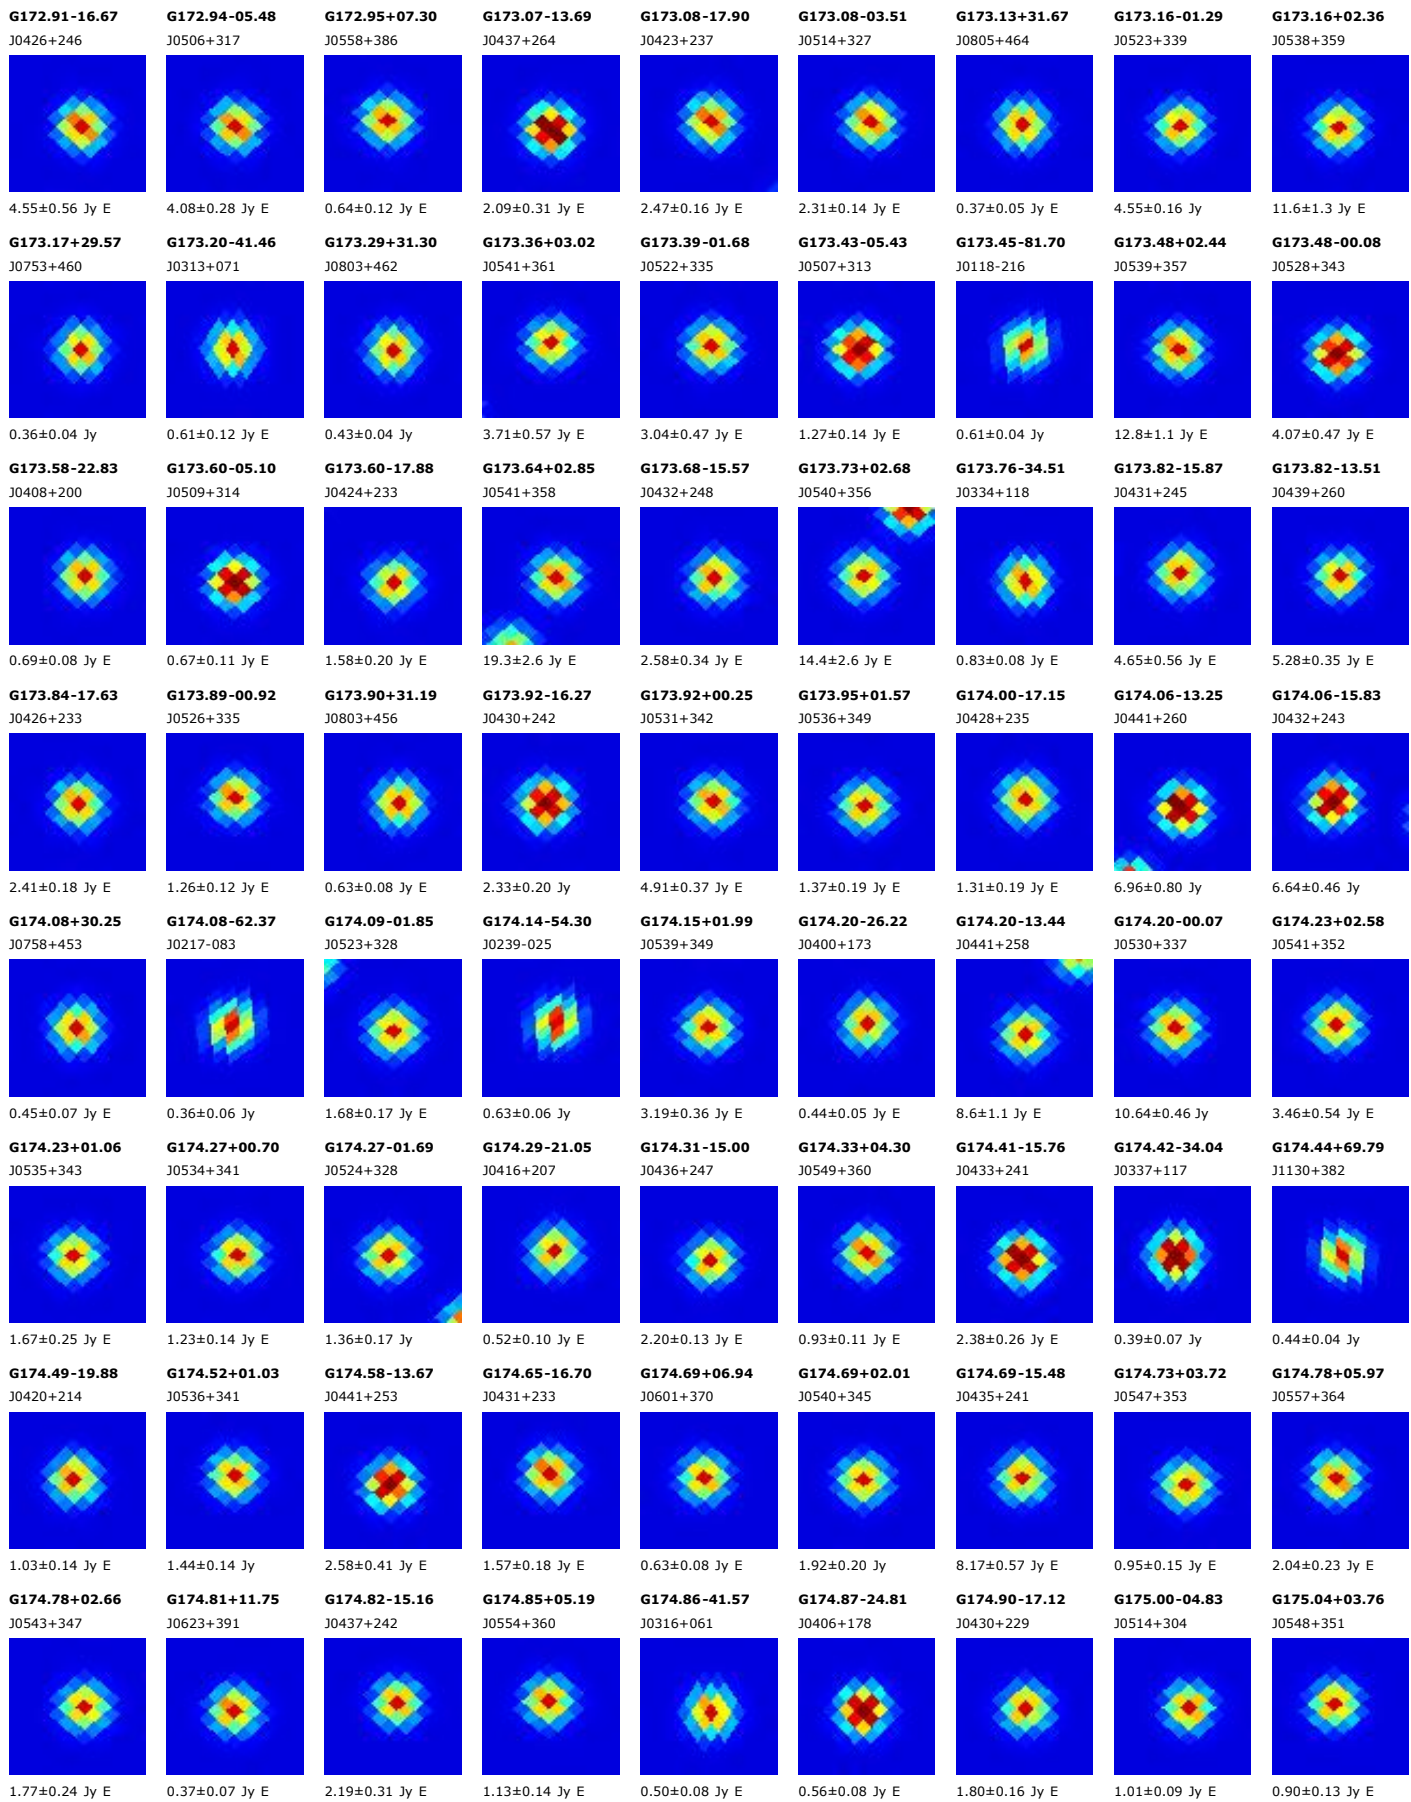 G172.91-16.67 G172.94-05.48 G172.95+07.30 G173.07-13.69 G173.08-17.90 G173.08-03.51 G173.13+31.67 G173.16-01.29 G173.16+02.36
J0426+246 J0506+317 J0558+386 J0437+264 J0423+237 J0514+327 J0805+464 J0523+339 J0538+359
4.55±0.56 Jy E 4.08±0.28 Jy E 0.64±0.12 Jy E 2.09±0.31 Jy E 2.47±0.16 Jy E 2.31±0.14 Jy E 0.37±0.05 Jy E 4.55±0.16 Jy 11.6±1.3 Jy E
G173.17+29.57 G173.20-41.46 G173.29+31.30 G173.36+03.02 G173.39-01.68 G173.43-05.43 G173.45-81.70 G173.48+02.44 G173.48-00.08
J0753+460 J0313+071 J0803+462 J0541+361 J0522+335 J0507+313 J0118-216 J0539+357 J0528+343
0.36±0.04 Jy 0.61±0.12 Jy E 0.43±0.04 Jy 3.71±0.57 Jy E 3.04±0.47 Jy E 1.27±0.14 Jy E 0.61±0.04 Jy 12.8±1.1 Jy E 4.07±0.47 Jy E
G173.58-22.83 G173.60-05.10 G173.60-17.88 G173.64+02.85 G173.68-15.57 G173.73+02.68 G173.76-34.51 G173.82-15.87 G173.82-13.51
J0408+200 J0509+314 J0424+233 J0541+358 J0432+248 J0540+356 J0334+118 J0431+245 J0439+260
0.69±0.08 Jy E 0.67±0.11 Jy E 1.58±0.20 Jy E 19.3±2.6 Jy E 2.58±0.34 Jy E 14.4±2.6 Jy E 0.83±0.08 Jy E 4.65±0.56 Jy E 5.28±0.35 Jy E
G173.84-17.63 G173.89-00.92 G173.90+31.19 G173.92-16.27 G173.92+00.25 G173.95+01.57 G174.00-17.15 G174.06-13.25 G174.06-15.83
J0426+233 J0526+335 J0803+456 J0430+242 J0531+342 J0536+349 J0428+235 J0441+260 J0432+243
2.41±0.18 Jy E 1.26±0.12 Jy E 0.63±0.08 Jy E 2.33±0.20 Jy 4.91±0.37 Jy E 1.37±0.19 Jy E 1.31±0.19 Jy E 6.96±0.80 Jy 6.64±0.46 Jy
G174.08+30.25 G174.08-62.37 G174.09-01.85 G174.14-54.30 G174.15+01.99 G174.20-26.22 G174.20-13.44 G174.20-00.07 G174.23+02.58
J0758+453 J0217-083 J0523+328 J0239-025 J0539+349 J0400+173 J0441+258 J0530+337 J0541+352
0.45±0.07 Jy E 0.36±0.06 Jy 1.68±0.17 Jy E 0.63±0.06 Jy 3.19±0.36 Jy E 0.44±0.05 Jy E 8.6±1.1 Jy E 10.64±0.46 Jy 3.46±0.54 Jy E
G174.23+01.06 G174.27+00.70 G174.27-01.69 G174.29-21.05 G174.31-15.00 G174.33+04.30 G174.41-15.76 G174.42-34.04 G174.44+69.79
J0535+343 J0534+341 J0524+328 J0416+207 J0436+247 J0549+360 J0433+241 J0337+117 J1130+382
1.67±0.25 Jy E 1.23±0.14 Jy E 1.36±0.17 Jy 0.52±0.10 Jy E 2.20±0.13 Jy E 0.93±0.11 Jy E 2.38±0.26 Jy E 0.39±0.07 Jy 0.44±0.04 Jy
G174.49-19.88 G174.52+01.03 G174.58-13.67 G174.65-16.70 G174.69+06.94 G174.69+02.01 G174.69-15.48 G174.73+03.72 G174.78+05.97
J0420+214 J0536+341 J0441+253 J0431+233 J0601+370 J0540+345 J0435+241 J0547+353 J0557+364
1.03±0.14 Jy E 1.44±0.14 Jy 2.58±0.41 Jy E 1.57±0.18 Jy E 0.63±0.08 Jy E 1.92±0.20 Jy 8.17±0.57 Jy E 0.95±0.15 Jy E 2.04±0.23 Jy E
G174.78+02.66 G174.81+11.75 G174.82-15.16 G174.85+05.19 G174.86-41.57 G174.87-24.81 G174.90-17.12 G175.00-04.83 G175.04+03.76
J0543+347 J0623+391 J0437+242 J0554+360 J0316+061 J0406+178 J0430+229 J0514+304 J0548+351
1.77±0.24 Jy E 0.37±0.07 Jy E 2.19±0.31 Jy E 1.13±0.14 Jy E 0.50±0.08 Jy E 0.56±0.08 Jy E 1.80±0.16 Jy E 1.01±0.09 Jy E 0.90±0.13 Jy E